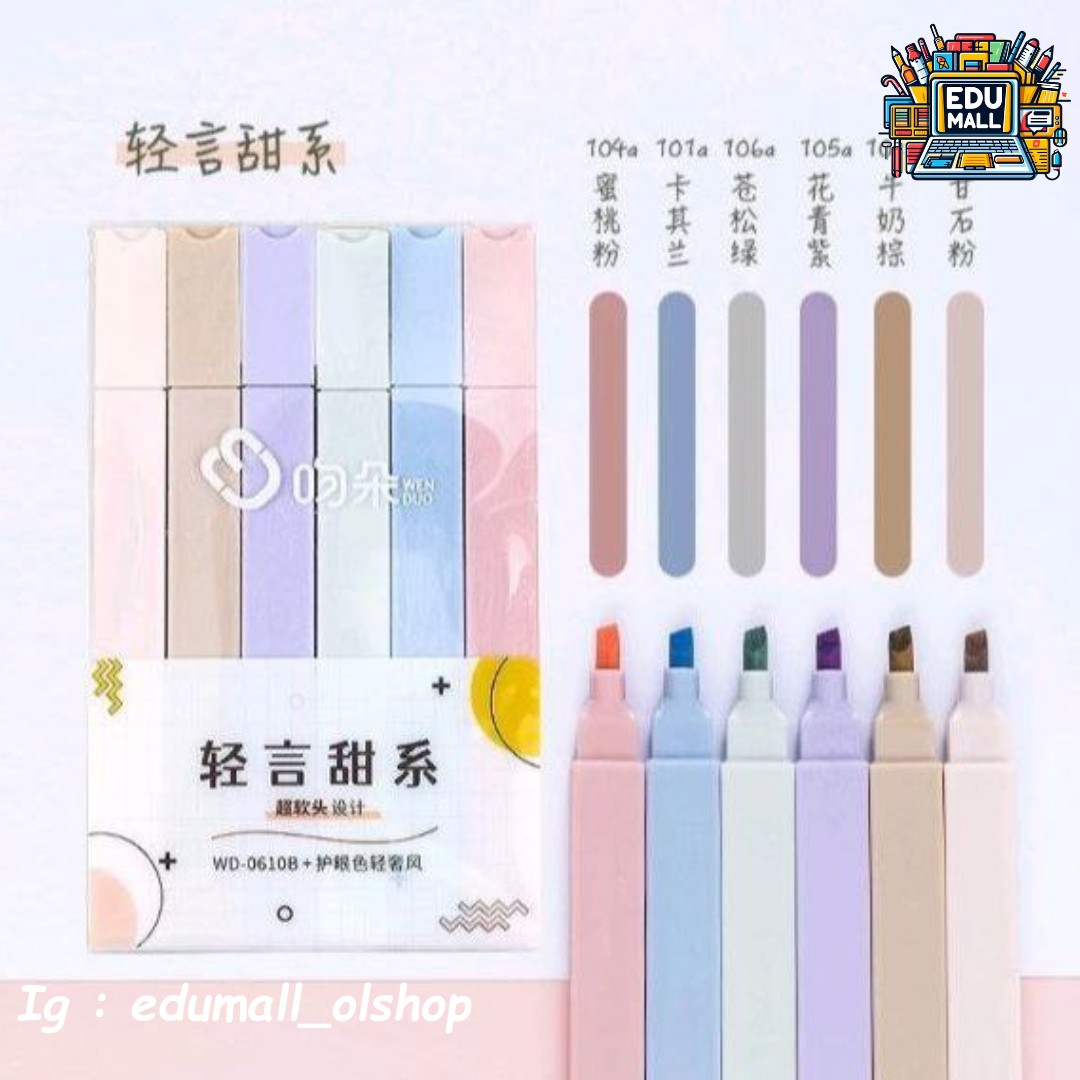 EDU
MALL
轻言甜系
104a 101a 106a 105a
蜜桃粉
卡其兰
苍松绿
花青紫
牛奶棕
甘石粉
吻朵 WEN
DUO
轻言甜系
超软头设计
WD-0610B+护眼色轻奢风
Ig : edumall_olshop